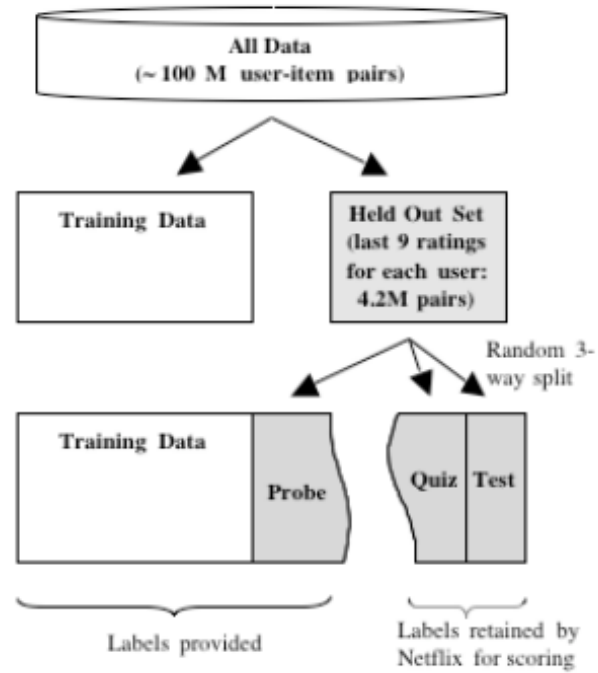 All Data
(~ 100 M user-item pairs)
Training Data
Held Out Set
(last 9 ratings
for each user:
4.2M pairs)
Random 3-
way split
Training Data
Probe
Quiz
Test
Labels provided
Labels retained by
Netflix for scoring